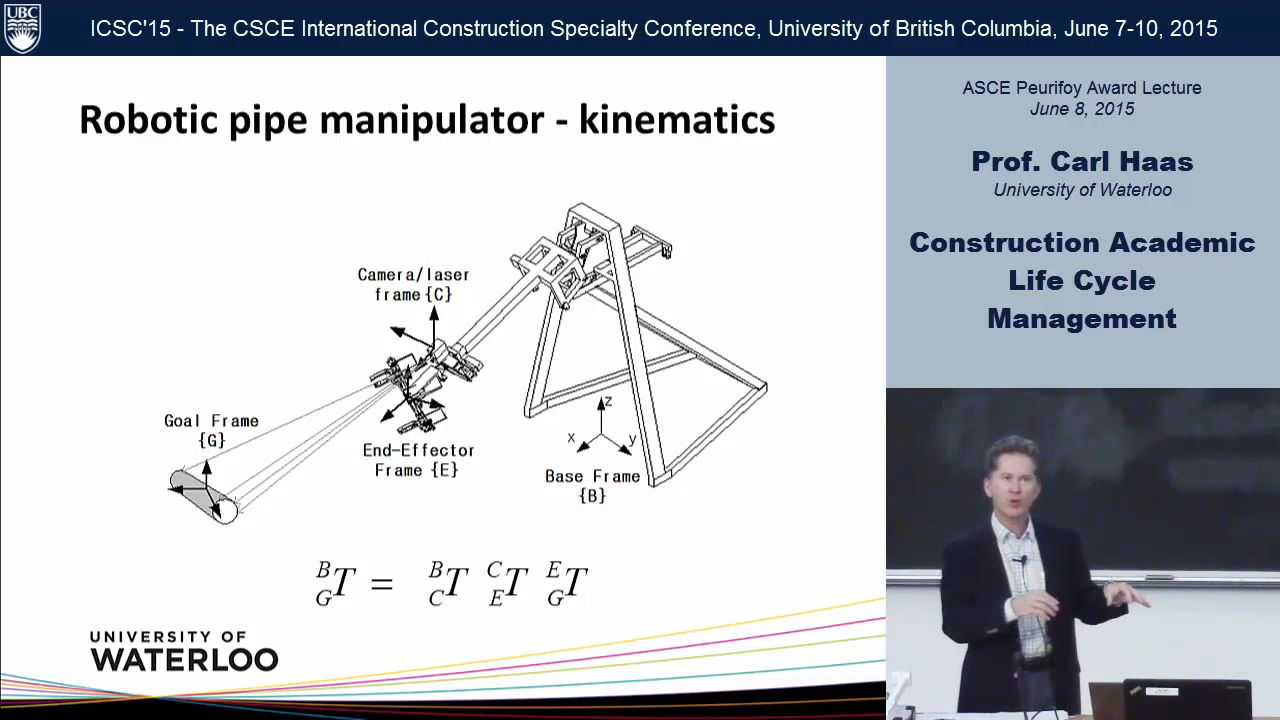 UBC
ICSC'15 - The CSCE International Construction Specialty Conference, University of British Columbia, June 7-10, 2015
Robotic pipe manipulator - kinematics
Camera/laser
frame{C}
Goal Frame
{G}
End-Effector
Frame {E}
z
x
y
Base Frame
{B}
B B C E
T = T T T
G C E G
UNIVERSITY OF
WATERLOO
ASCE Peurifoy Award Lecture
June 8, 2015
Prof. Carl Haas
University of Waterloo
Construction Academic
Life Cycle
Management